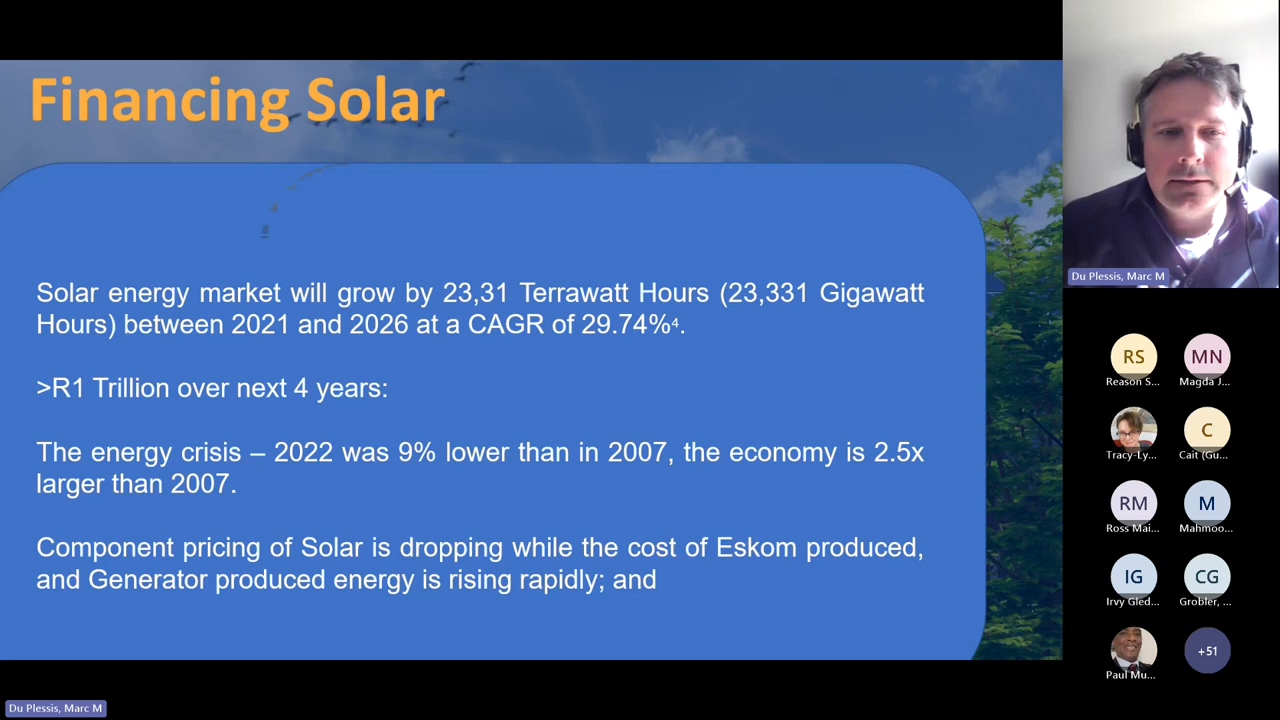 Financing Solar
Solar energy market will grow by 23,31 Terrawatt Hours (23,331 Gigawatt
Hours) between 2021 and 2026 at a CAGR of 29.74%⁴.
>R1 Trillion over next 4 years:
The energy crisis – 2022 was 9% lower than in 2007, the economy is 2.5x
larger than 2007.
Component pricing of Solar is dropping while the cost of Eskom produced,
and Generator produced energy is rising rapidly; and
Du Plessis, Marc M
RS
MN
Reason S...
Magda J...
C
Tracy-Ly...
Cait (Gu...
RM
M
Ross Mai...
Mahmoo...
IG
CG
Irvy Gled...
Grobler, ...
+51
Paul Mu...
Du Plessis, Marc M